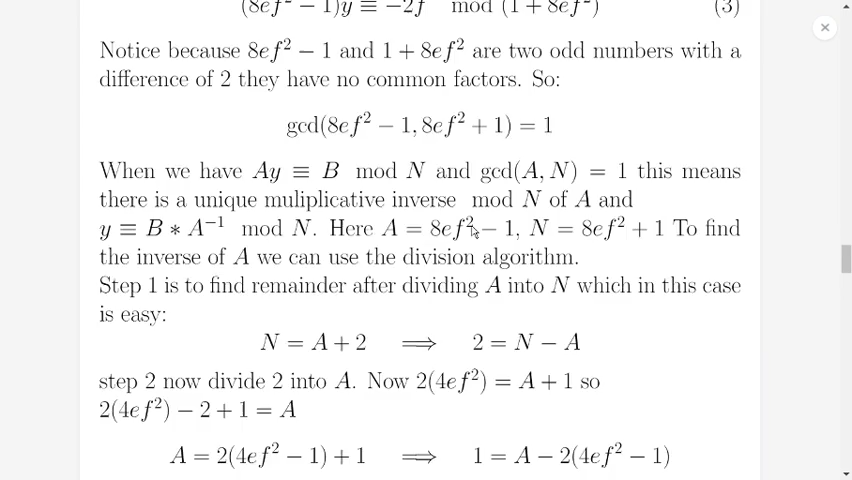 (8ef² − 1)y ≡ −2f mod (1 + 8ef²) (3)
Notice because 8ef² − 1 and 1 + 8ef² are two odd numbers with a
difference of 2 they have no common factors. So:
gcd(8ef² − 1, 8ef² + 1) = 1
When we have Ay ≡ B mod N and gcd(A, N) = 1 this means
there is a unique muliplicative inverse mod N of A and
y ≡ B ∗ A⁻¹ mod N. Here A = 8ef² − 1, N = 8ef² + 1 To find
the inverse of A we can use the division algorithm.
Step 1 is to find remainder after dividing A into N which in this case
is easy:
N = A + 2 ⟹ 2 = N − A
step 2 now divide 2 into A. Now 2(4ef²) = A + 1 so
2(4ef²) − 2 + 1 = A
A = 2(4ef² − 1) + 1 ⟹ 1 = A − 2(4ef² − 1)